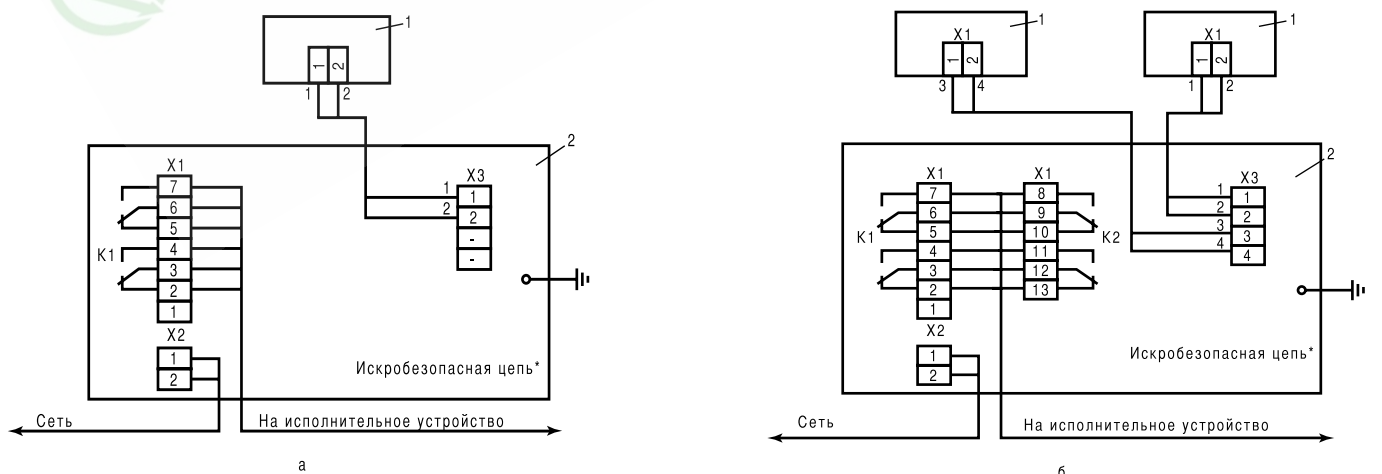 1
1 2
1 2
2
X1
7
6
5
4
3
2
1
K1
X2
1
2
X3
1 1
2 2
-
-
Искробезопасная цепь*
Сеть
На исполнительное устройство
а
1
X1
1 2
3 4
1
X1
1 2
1 2
2
X1 X1
7 8
6 9
5 10
4 11
3 12
2 13
1
K1
K2
X2
1
2
X3
1 1
2 2
3 3
4 4
Искробезопасная цепь*
Сеть
На исполнительное устройство
б